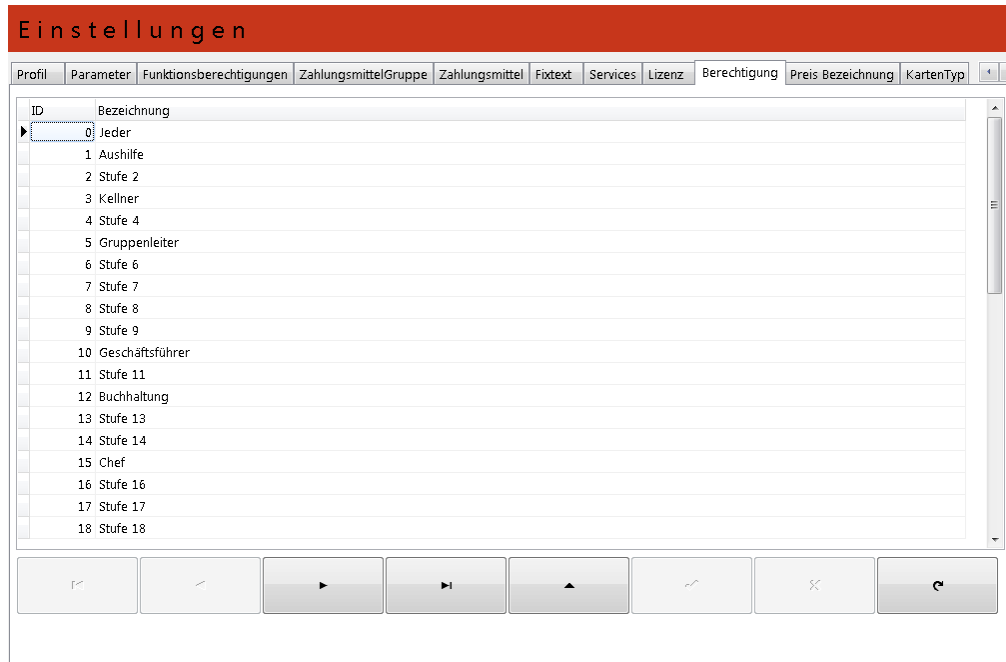 Einstellungen
Profil Parameter Funktionsberechtigungen ZahlungsmittelGruppe Zahlungsmittel Fixtext Services Lizenz Berechtigung Preis Bezeichnung KartenTyp
ID Bezeichnung
0 Jeder
1 Aushilfe
2 Stufe 2
3 Kellner
4 Stufe 4
5 Gruppenleiter
6 Stufe 6
7 Stufe 7
8 Stufe 8
9 Stufe 9
10 Geschäftsführer
11 Stufe 11
12 Buchhaltung
13 Stufe 13
14 Stufe 14
15 Chef
16 Stufe 16
17 Stufe 17
18 Stufe 18